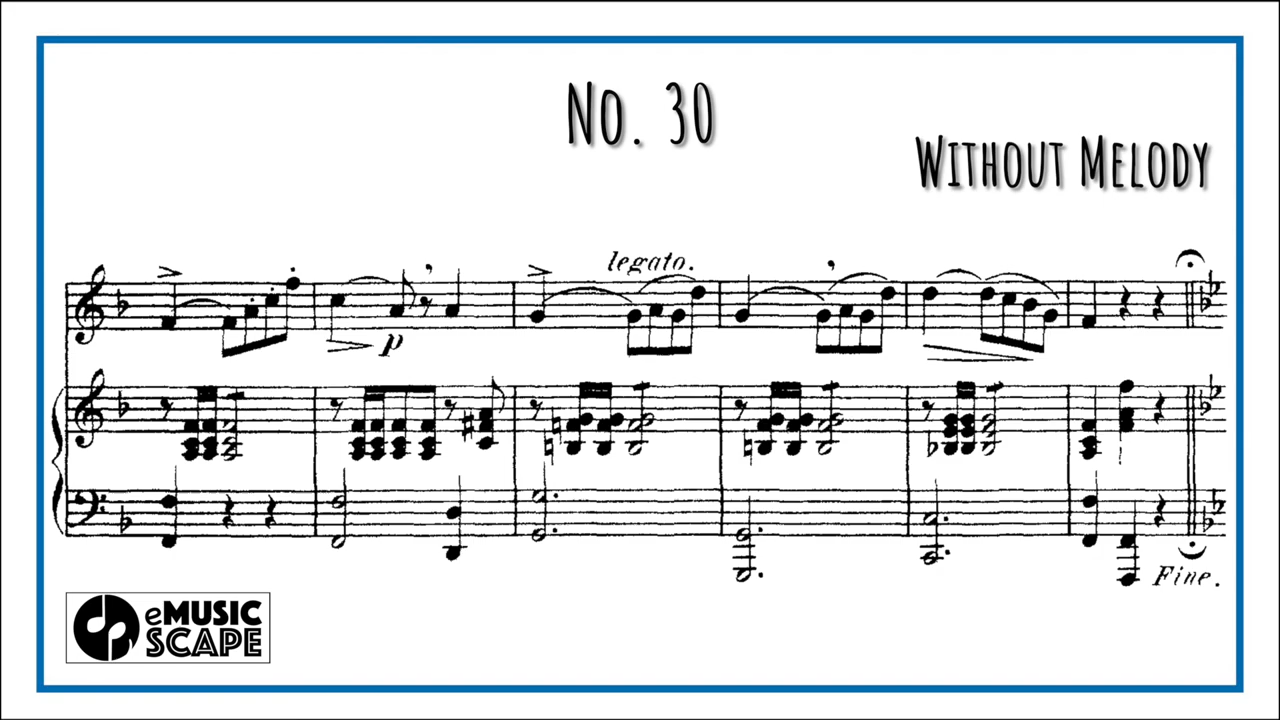 No. 30
WITHOUT MELODY
legato.
p
Fine.
eMUSIC
SCAPE